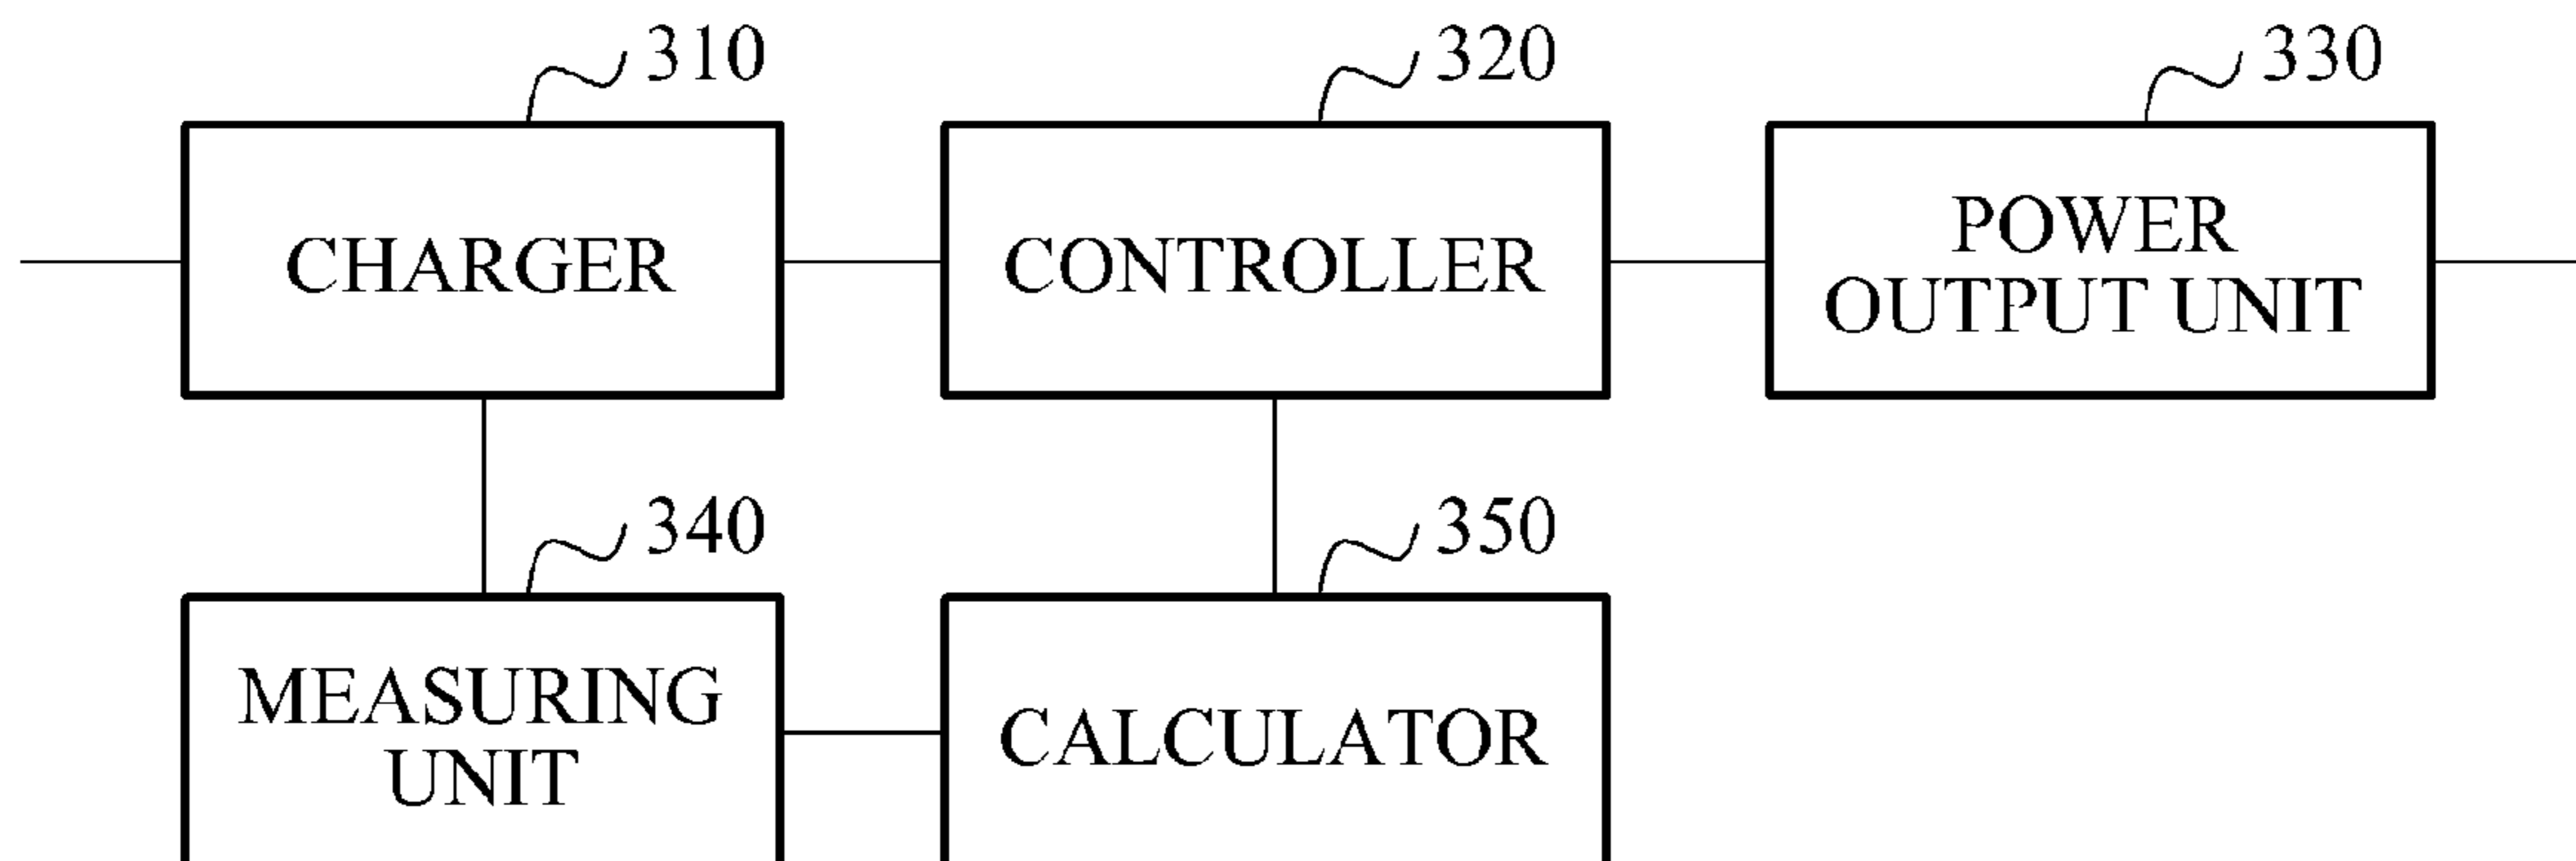 310
320
330
CHARGER
CONTROLLER
POWER
OUTPUT UNIT
340
350
MEASURING
UNIT
CALCULATOR